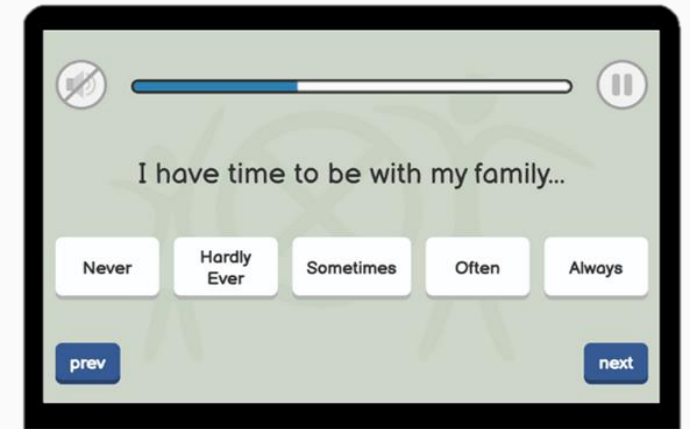 I have time to be with my family...
Never
Hardly
Ever
Sometimes
Often
Always
prev
next